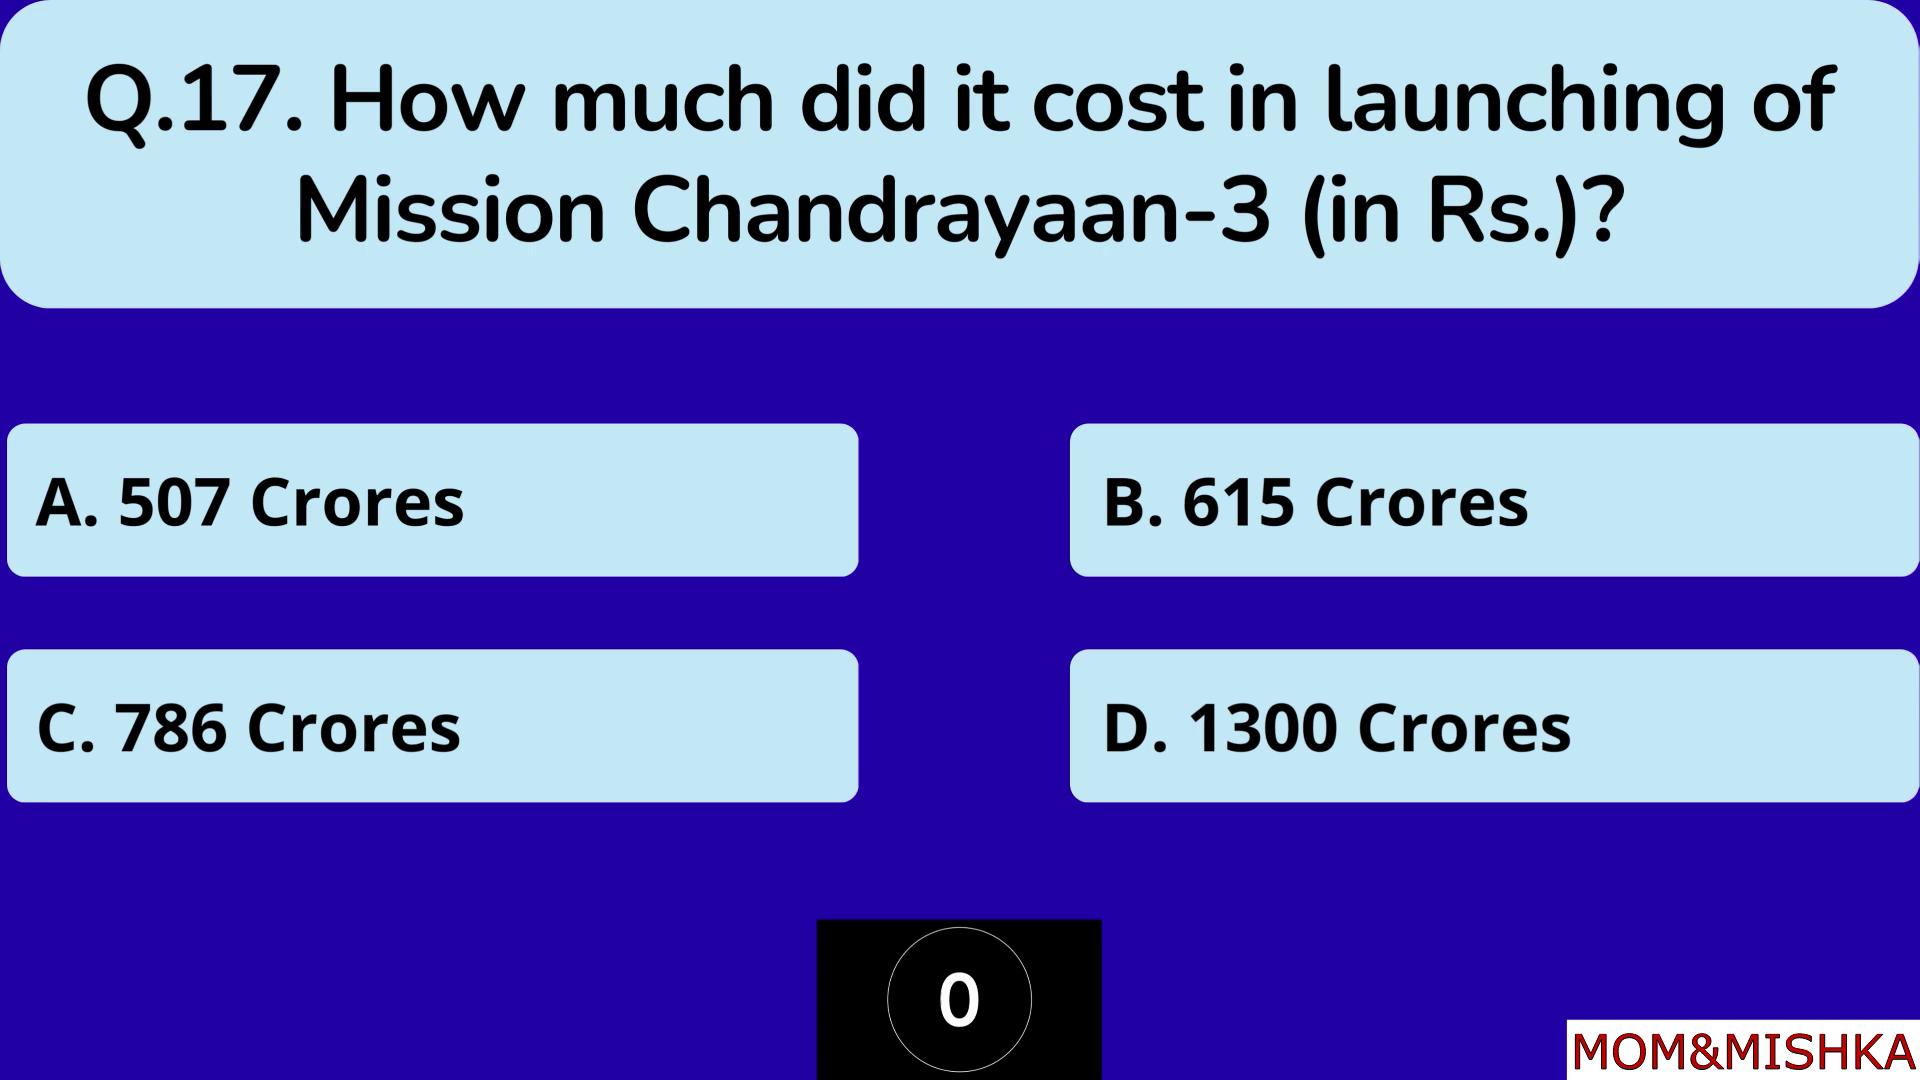 Q.17. How much did it cost in launching of
Mission Chandrayaan-3 (in Rs.)?
A. 507 Crores
B. 615 Crores
C. 786 Crores
D. 1300 Crores
0
MOM&MISHKA